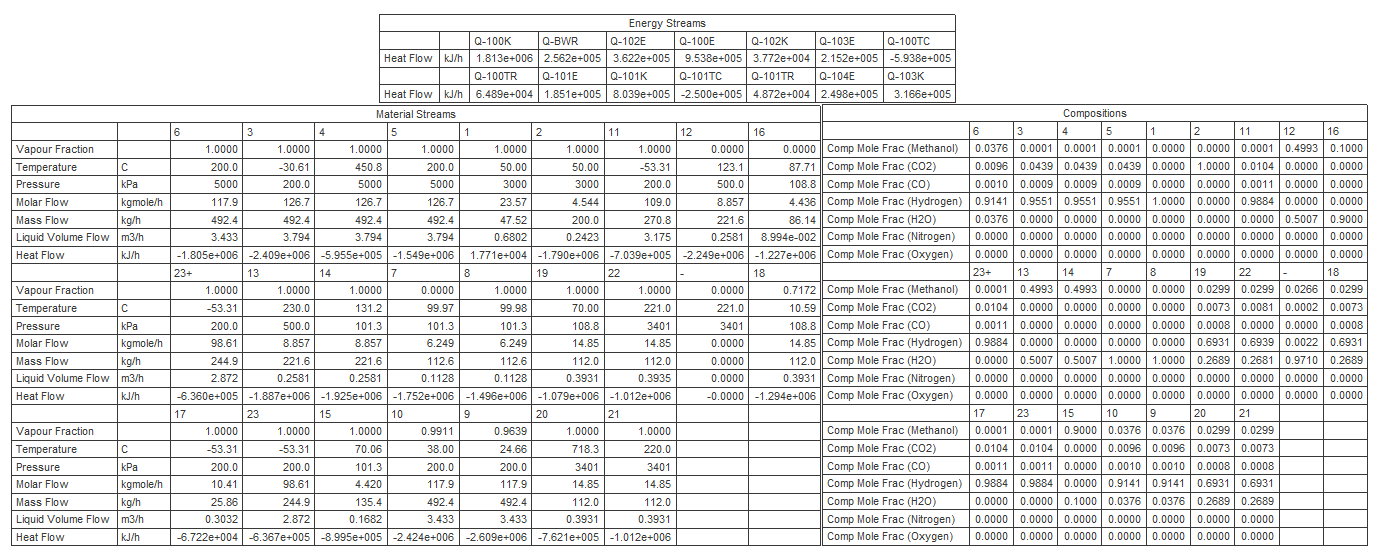 Energy Streams
Q-100K Q-BWR Q-102E Q-100E Q-102K Q-103E Q-100TC
Heat Flow kJ/h 1.813e+006 2.562e+005 3.622e+005 9.538e+005 3.772e+004 2.152e+005 -5.938e+005
Q-100TR Q-101E Q-101K Q-101TC Q-101TR Q-104E Q-103K
Heat Flow kJ/h 6.489e+004 1.851e+005 8.039e+005 -2.500e+005 4.872e+004 2.498e+005 3.166e+005
Material Streams
6 3 4 5 1 2 11 12 16
Vapour Fraction 1.0000 1.0000 1.0000 1.0000 1.0000 1.0000 1.0000 0.0000 0.0000
Temperature C 200.0 -30.61 450.8 200.0 50.00 50.00 -53.31 123.1 87.71
Pressure kPa 5000 200.0 5000 5000 3000 3000 200.0 500.0 108.8
Molar Flow kgmole/h 117.9 126.7 126.7 126.7 23.57 4.544 109.0 8.857 4.436
Mass Flow kg/h 492.4 492.4 492.4 492.4 47.52 200.0 270.8 221.6 86.14
Liquid Volume Flow m3/h 3.433 3.794 3.794 3.794 0.6802 0.2423 3.175 0.2581 8.994e-002
Heat Flow kJ/h -1.805e+006 -2.409e+006 -5.955e+005 -1.549e+006 1.771e+004 -1.790e+006 -7.039e+005 -2.249e+006 -1.227e+006
23+ 13 14 7 8 19 22 - 18
Vapour Fraction 1.0000 1.0000 1.0000 0.0000 1.0000 1.0000 1.0000 0.0000 0.7172
Temperature C -53.31 230.0 131.2 99.97 99.98 70.00 221.0 221.0 10.59
Pressure kPa 200.0 500.0 101.3 101.3 101.3 108.8 3401 3401 108.8
Molar Flow kgmole/h 98.61 8.857 8.857 6.249 6.249 14.85 14.85 0.0000 14.85
Mass Flow kg/h 244.9 221.6 221.6 112.6 112.6 112.0 112.0 0.0000 112.0
Liquid Volume Flow m3/h 2.872 0.2581 0.2581 0.1128 0.1128 0.3931 0.3935 0.0000 0.3931
Heat Flow kJ/h -6.360e+005 -1.887e+006 -1.925e+006 -1.752e+006 -1.496e+006 -1.079e+006 -1.012e+006 -0.0000 -1.294e+006
17 23 15 10 9 20 21
Vapour Fraction 1.0000 1.0000 1.0000 0.9911 0.9639 1.0000 1.0000
Temperature C -53.31 -53.31 70.06 38.00 24.66 718.3 220.0
Pressure kPa 200.0 200.0 101.3 200.0 200.0 3401 3401
Molar Flow kgmole/h 10.41 98.61 4.420 117.9 117.9 14.85 14.85
Mass Flow kg/h 25.86 244.9 135.4 492.4 492.4 112.0 112.0
Liquid Volume Flow m3/h 0.3032 2.872 0.1682 3.433 3.433 0.3931 0.3931
Heat Flow kJ/h -6.722e+004 -6.367e+005 -8.995e+005 -2.424e+006 -2.609e+006 -7.621e+005 -1.012e+006
Compositions
6 3 4 5 1 2 11 12 16
Comp Mole Frac (Methanol) 0.0376 0.0001 0.0001 0.0001 0.0000 0.0000 0.0001 0.4993 0.1000
Comp Mole Frac (CO2) 0.0096 0.0439 0.0439 0.0439 0.0000 1.0000 0.0104 0.0000 0.0000
Comp Mole Frac (CO) 0.0010 0.0009 0.0009 0.0009 0.0000 0.0000 0.0011 0.0000 0.0000
Comp Mole Frac (Hydrogen) 0.9141 0.9551 0.9551 0.9551 1.0000 0.0000 0.9884 0.0000 0.0000
Comp Mole Frac (H2O) 0.0376 0.0000 0.0000 0.0000 0.0000 0.0000 0.0000 0.5007 0.9000
Comp Mole Frac (Nitrogen) 0.0000 0.0000 0.0000 0.0000 0.0000 0.0000 0.0000 0.0000 0.0000
Comp Mole Frac (Oxygen) 0.0000 0.0000 0.0000 0.0000 0.0000 0.0000 0.0000 0.0000 0.0000
23+ 13 14 7 8 19 22 - 18
Comp Mole Frac (Methanol) 0.0001 0.4993 0.4993 0.0000 0.0000 0.0299 0.0299 0.0266 0.0299
Comp Mole Frac (CO2) 0.0104 0.0000 0.0000 0.0000 0.0000 0.0073 0.0081 0.0002 0.0073
Comp Mole Frac (CO) 0.0011 0.0000 0.0000 0.0000 0.0000 0.0008 0.0000 0.0000 0.0008
Comp Mole Frac (Hydrogen) 0.9884 0.0000 0.0000 0.0000 0.0000 0.6931 0.6939 0.0022 0.6931
Comp Mole Frac (H2O) 0.0000 0.5007 0.5007 1.0000 1.0000 0.2689 0.2681 0.9710 0.2689
Comp Mole Frac (Nitrogen) 0.0000 0.0000 0.0000 0.0000 0.0000 0.0000 0.0000 0.0000 0.0000
Comp Mole Frac (Oxygen) 0.0000 0.0000 0.0000 0.0000 0.0000 0.0000 0.0000 0.0000 0.0000
17 23 15 10 9 20 21
Comp Mole Frac (Methanol) 0.0001 0.0001 0.9000 0.0376 0.0376 0.0299 0.0299
Comp Mole Frac (CO2) 0.0104 0.0104 0.0000 0.0096 0.0096 0.0073 0.0073
Comp Mole Frac (CO) 0.0011 0.0011 0.0000 0.0010 0.0010 0.0008 0.0008
Comp Mole Frac (Hydrogen) 0.9884 0.9884 0.0000 0.9141 0.9141 0.6931 0.6931
Comp Mole Frac (H2O) 0.0000 0.0000 0.1000 0.0376 0.0376 0.2689 0.2689
Comp Mole Frac (Nitrogen) 0.0000 0.0000 0.0000 0.0000 0.0000 0.0000 0.0000
Comp Mole Frac (Oxygen) 0.0000 0.0000 0.0000 0.0000 0.0000 0.0000 0.0000